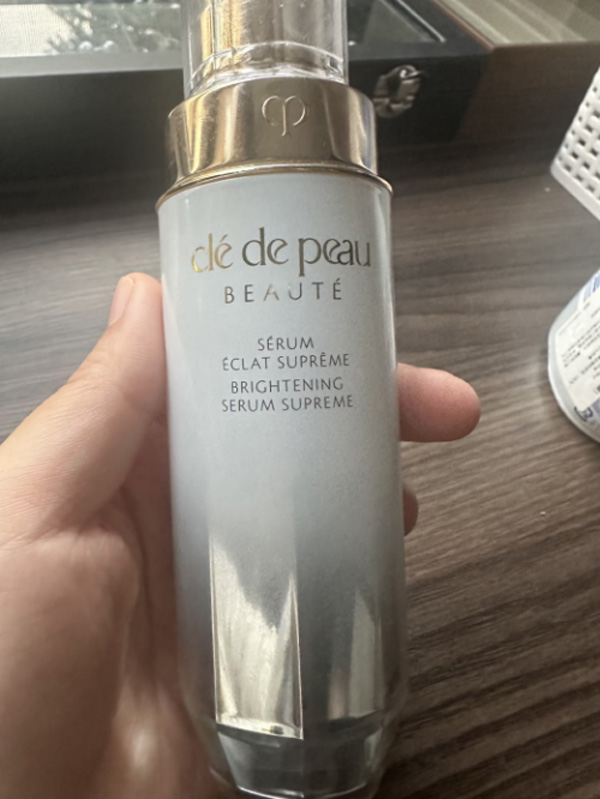 clé de peau
BEAUTÉ
SÉRUM
ÉCLAT SUPRÊME
BRIGHTENING
SERUM SUPREME